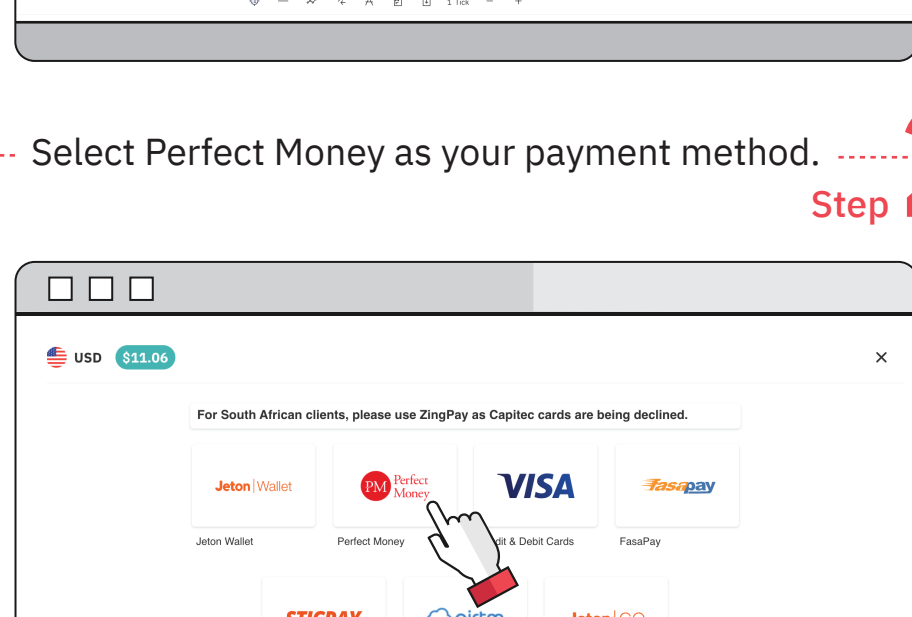 1 Tick
Select Perfect Money as your payment method.
Step
USD $11.06
For South African clients, please use ZingPay as Capitec cards are being declined.
Jeton Wallet
PM Perfect Money
VISA
Fasapay
Jeton Wallet
Perfect Money
& Debit Cards
FasaPay